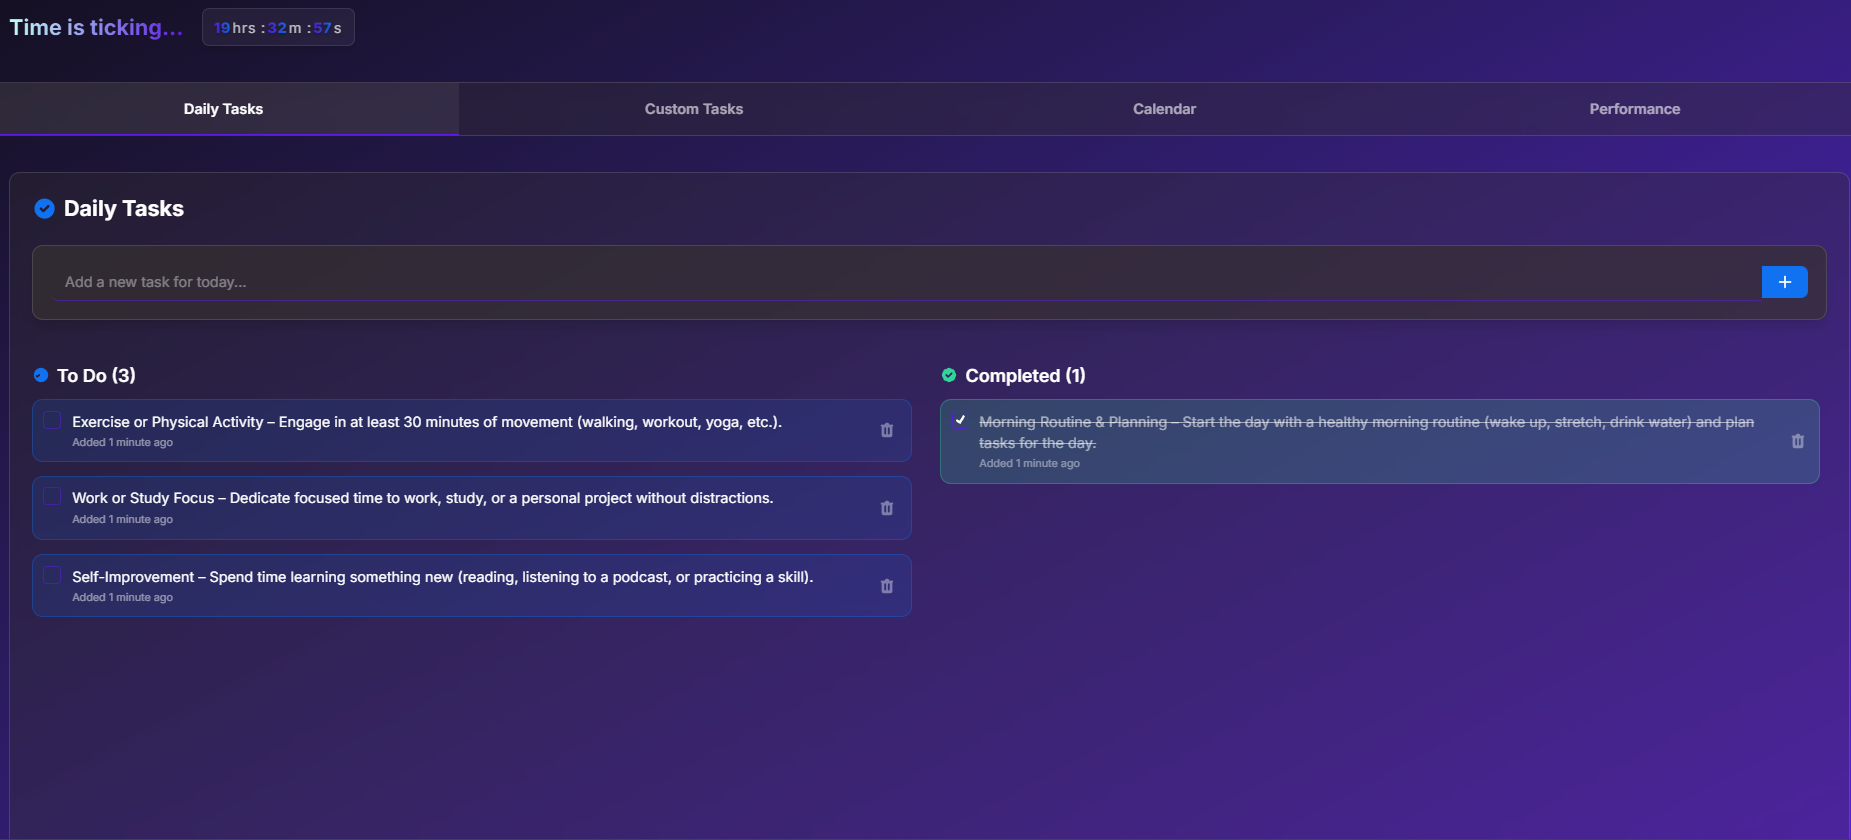 Time is ticking...
19hrs :32m :57s
Daily Tasks
Custom Tasks
Calendar
Performance
Daily Tasks
Add a new task for today...
To Do (3)
Exercise or Physical Activity – Engage in at least 30 minutes of movement (walking, workout, yoga, etc.).
Added 1 minute ago
Work or Study Focus – Dedicate focused time to work, study, or a personal project without distractions.
Added 1 minute ago
Self-Improvement – Spend time learning something new (reading, listening to a podcast, or practicing a skill).
Added 1 minute ago
Completed (1)
Morning Routine & Planning – Start the day with a healthy morning routine (wake up, stretch, drink water) and plan
tasks for the day.
Added 1 minute ago